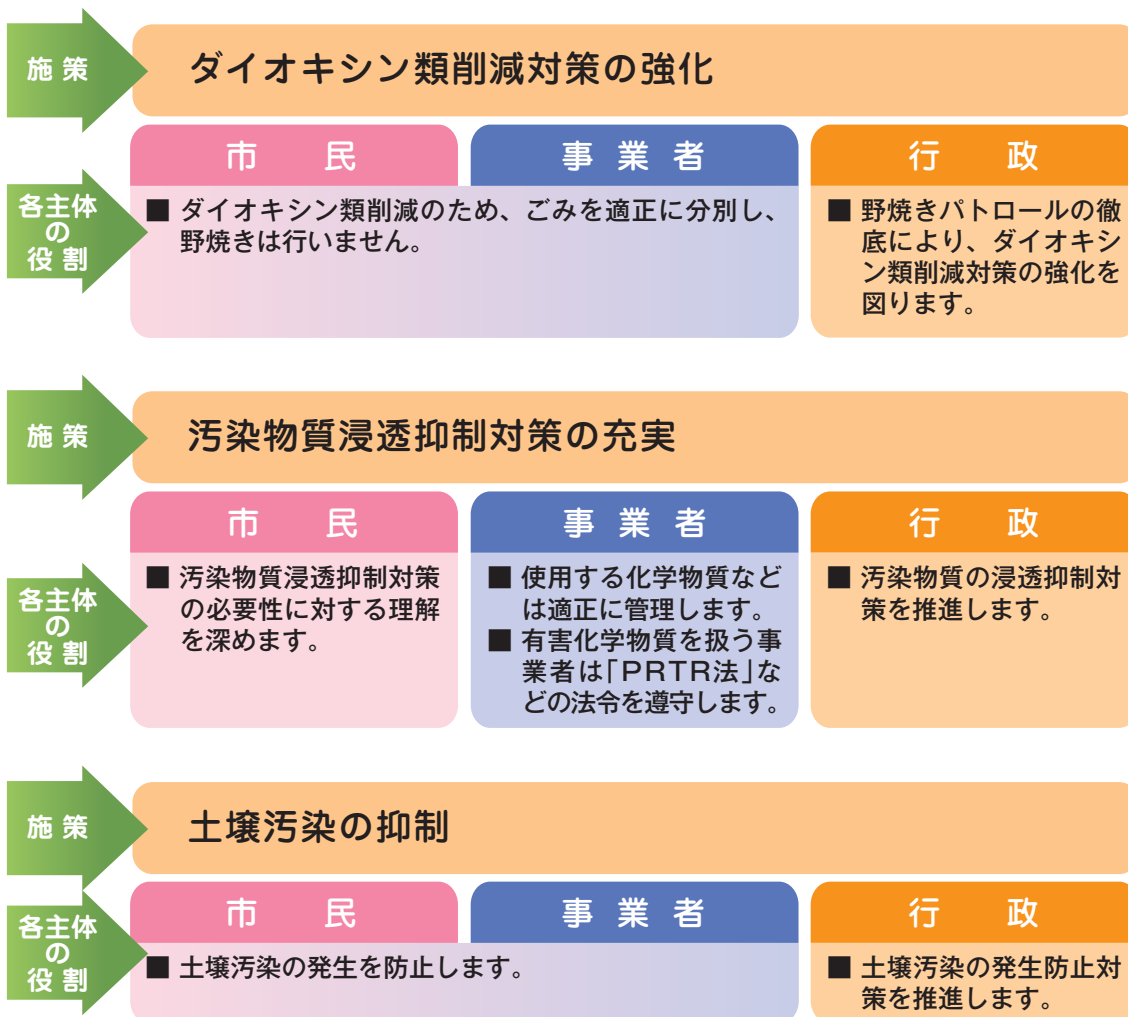 施策
ダイオキシン類削減対策の強化
市民
事業者
行政
各主体
の
役割
■ ダイオキシン類削減のため、ごみを適正に分別し、
野焼きは行いません。
■ 野焼きパトロールの徹
底により、ダイオキシ
ン類削減対策の強化を
図ります。
施策
汚染物質浸透抑制対策の充実
市民
事業者
行政
各主体
の
役割
■ 汚染物質浸透抑制対策
の必要性に対する理解
を深めます。
■ 使用する化学物質など
は適正に管理します。
■ 有害化学物質を扱う事
業者は「PRTR法」な
どの法令を遵守します。
■ 汚染物質の浸透抑制対
策を推進します。
施策
土壌汚染の抑制
市民
事業者
行政
各主体
の
役割
■ 土壌汚染の発生を防止します。
■ 土壌汚染の発生防止対
策を推進します。